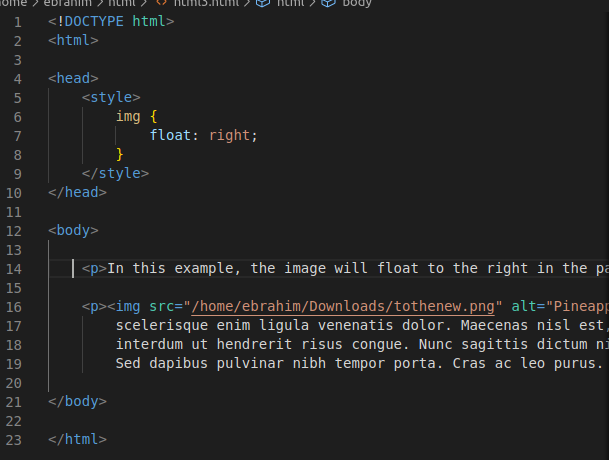 ome > ebrahim > html > <> html3.html > html > body
1 <!DOCTYPE html>
2 <html>
3
4 <head>
5 <style>
6 img {
7 float: right;
8 }
9 </style>
10 </head>
11
12 <body>
13
14 <p>In this example, the image will float to the right in the pa
15
16 <p><img src="/home/ebrahim/Downloads/tothenew.png" alt="Pineapp
17 scelerisque enim ligula venenatis dolor. Maecenas nisl est,
18 interdum ut hendrerit risus congue. Nunc sagittis dictum ni
19 Sed dapibus pulvinar nibh tempor porta. Cras ac leo purus.
20
21 </body>
22
23 </html>